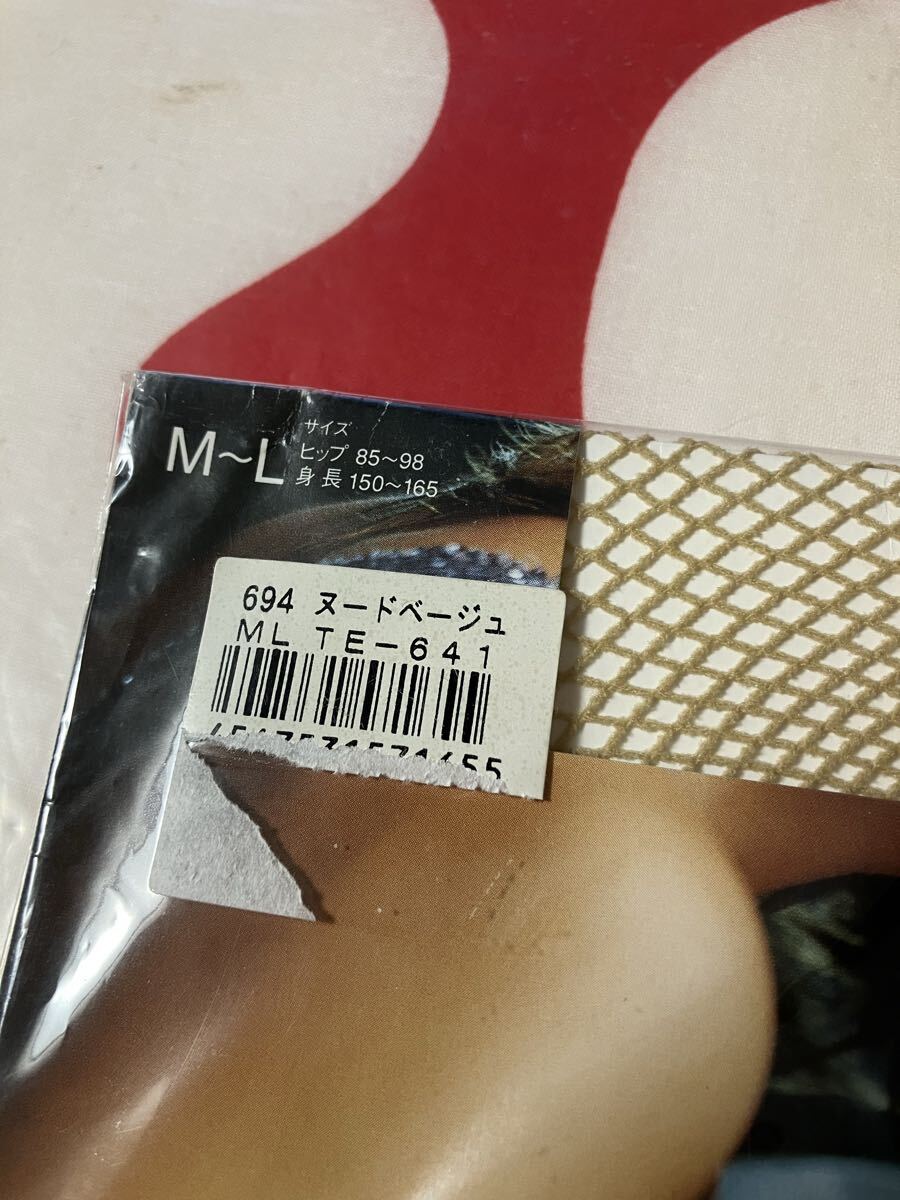 M~L
サイズ
ヒップ 85~98
身長 150~165
694 ヌードベージュ
ML TE-641